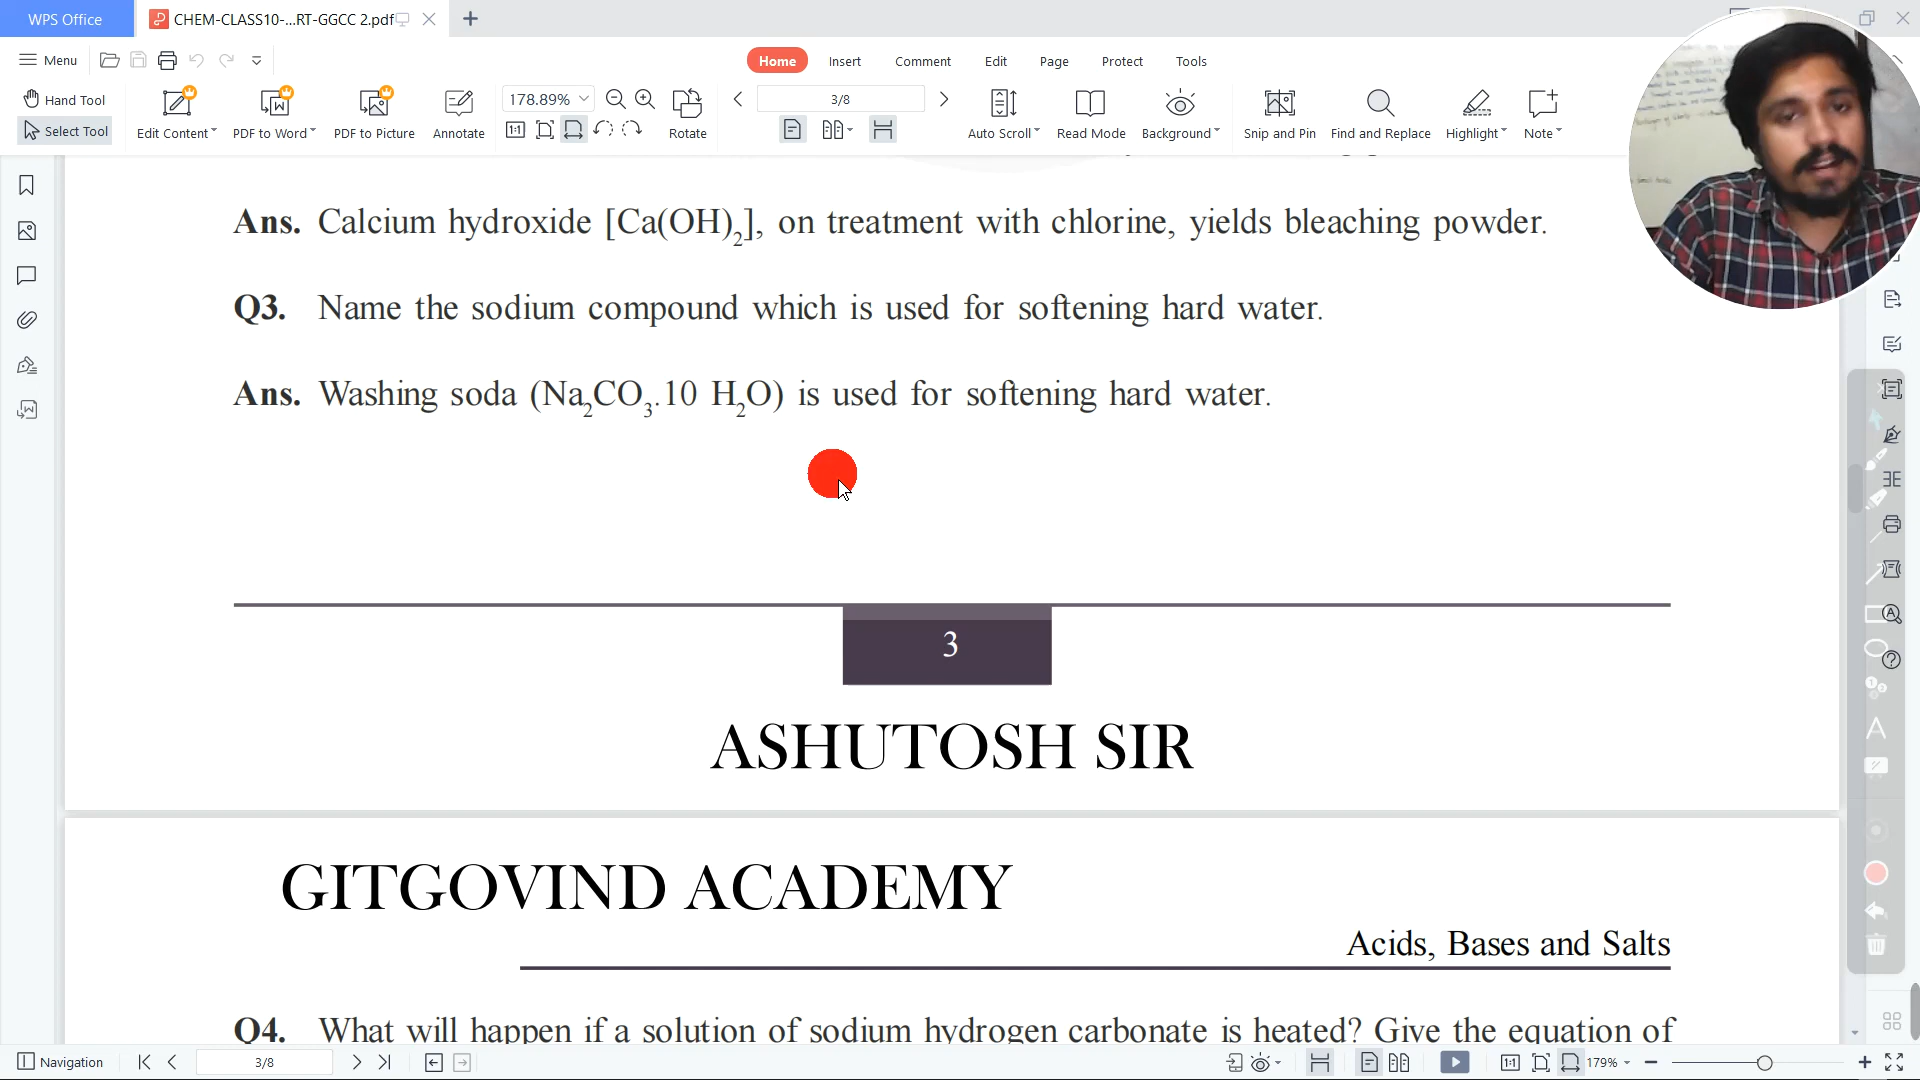 WPS Office
CHEM-CLASS10-...RT-GGCC 2.pdf
Menu
Home Insert Comment Edit Page Protect Tools
Hand Tool
Select Tool
Edit Content
PDF to Word
PDF to Picture
Annotate
178.89%
Rotate
3/8
Auto Scroll
Read Mode
Background
Snip and Pin
Find and Replace
Highlight
Note
Ans. Calcium hydroxide [Ca(OH)₂], on treatment with chlorine, yields bleaching powder.
Q3. Name the sodium compound which is used for softening hard water.
Ans. Washing soda (Na₂CO₃.10 H₂O) is used for softening hard water.
3
ASHUTOSH SIR
GITGOVIND ACADEMY
Acids, Bases and Salts
Q4. What will happen if a solution of sodium hydrogen carbonate is heated? Give the equation of
Navigation
3/8
179%